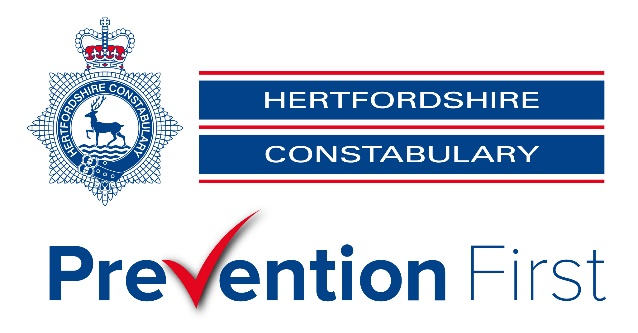 HERTFORDSHIRE CONSTABULARY
HERTFORDSHIRE
CONSTABULARY
Prevention First